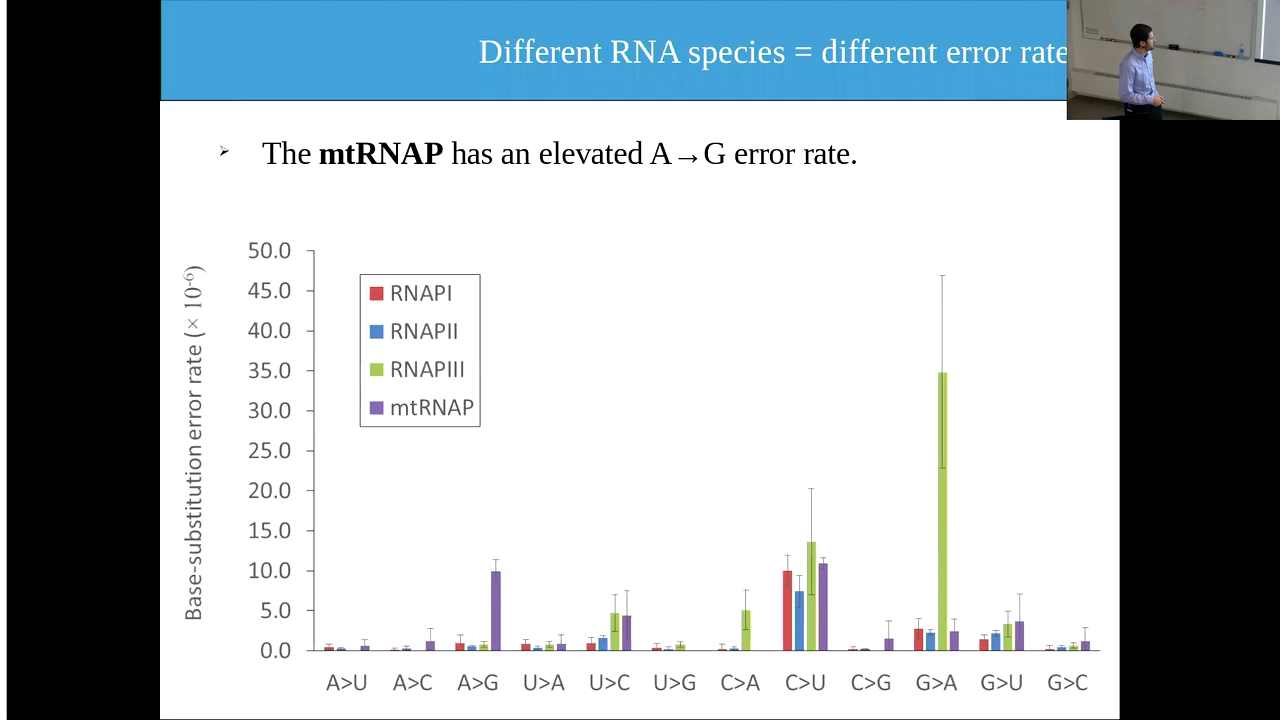 Different RNA species = different error rate
The mtRNAP has an elevated A→G error rate.
Base-substitution error rate (× 10-6)
50.0
45.0
40.0
35.0
30.0
25.0
20.0
15.0
10.0
5.0
0.0
RNAPI
RNAPII
RNAPIII
mtRNAP
A>U A>C A>G U>A U>C U>G C>A C>U C>G G>A G>U G>C